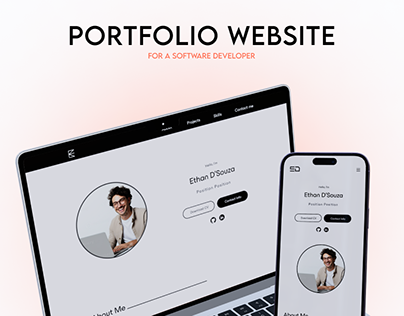 PORTFOLIO WEBSITE
FOR A SOFTWARE DEVELOPER
Projects
Skills
Contact me
Hello I'm
Ethan D'Souza
Position Position
Download CV
Contact Info
About Me
SD
Hello I'm
Ethan D'Souza
Position Position
Download CV
Contact Info
About Me